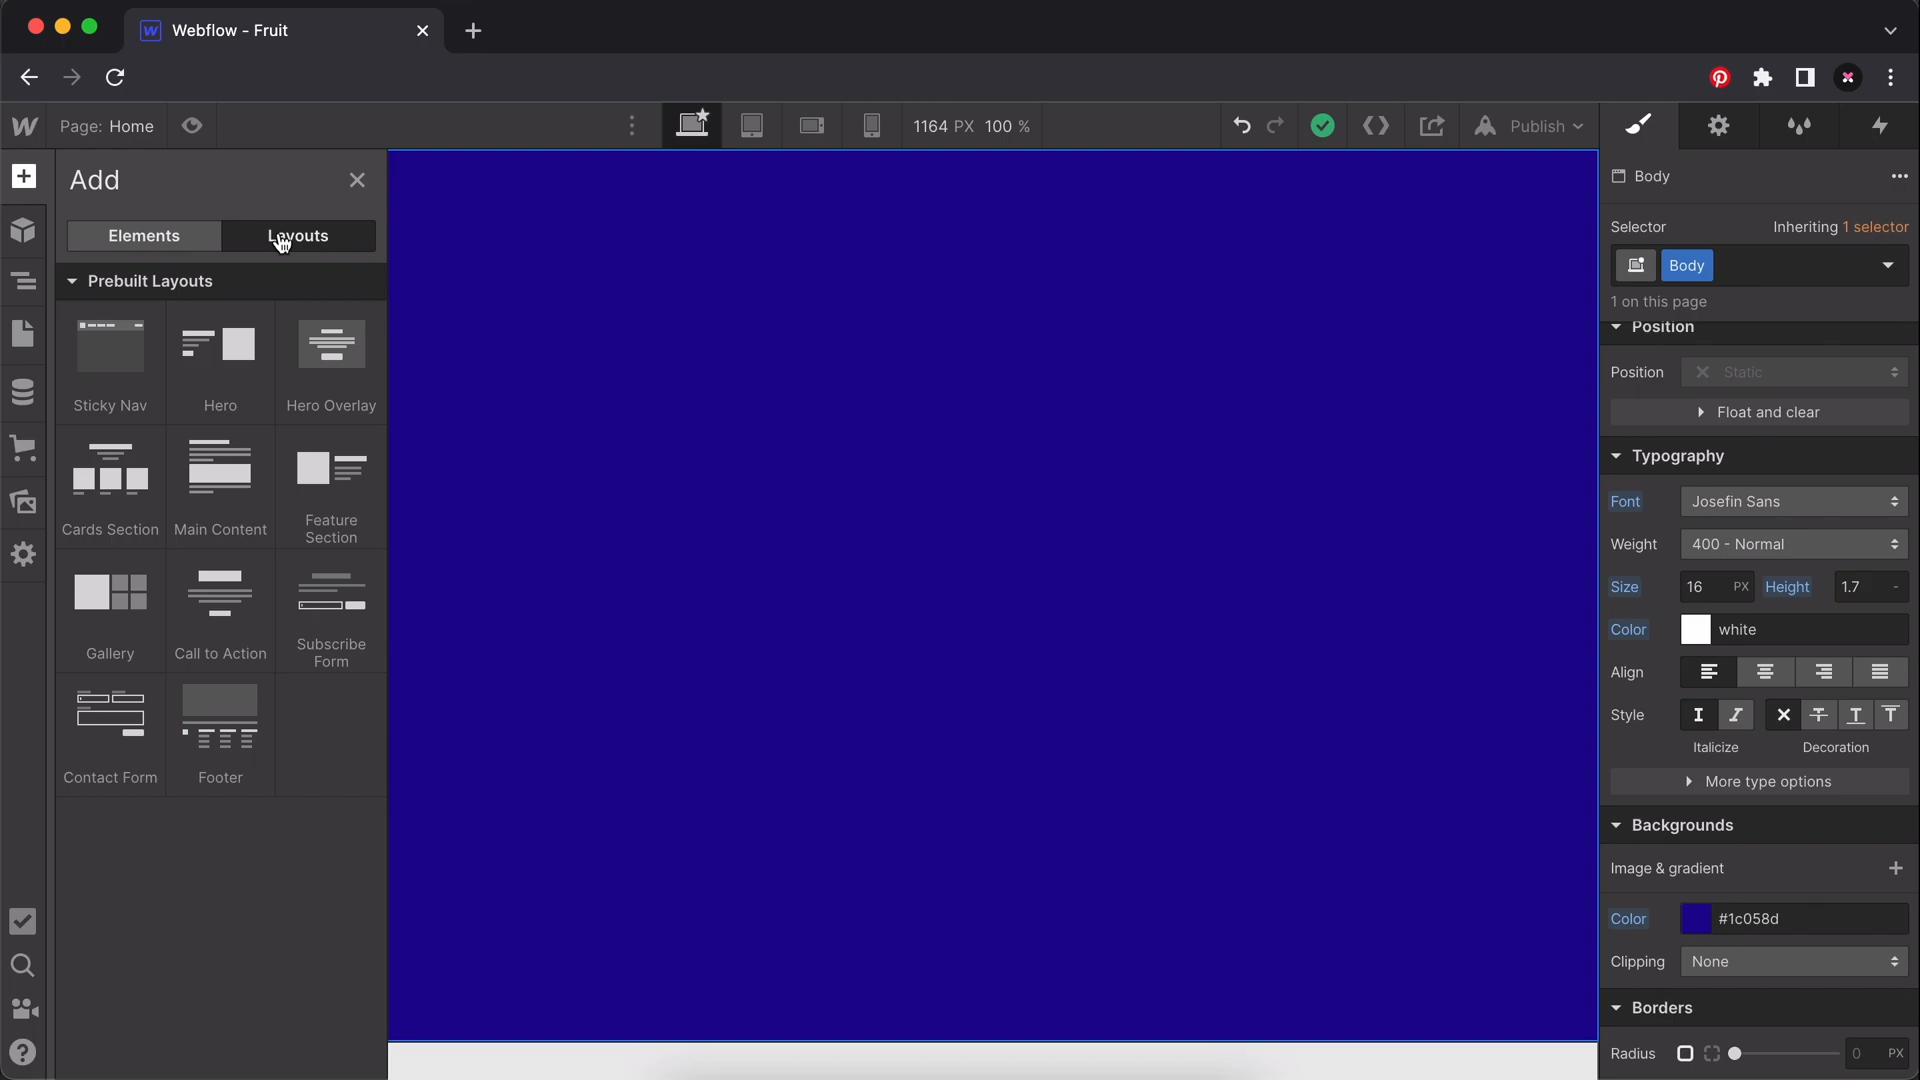 Webflow - Fruit
Page: Home
1164 PX 100 %
Publish
Add
Elements
Layouts
Prebuilt Layouts
Sticky Nav
Hero
Hero Overlay
Cards Section
Main Content
Feature
Section
Gallery
Call to Action
Subscribe
Form
Contact Form
Footer
Body
Selector
Inheriting 1 selector
Body
1 on this page
Position
Position
Static
Float and clear
Typography
Font
Josefin Sans
Weight
400 - Normal
Size
16 PX
Height
1.7 -
Color
white
Align
Style
Italicize
Decoration
More type options
Backgrounds
Image & gradient
Color
#1c058d
Clipping
None
Borders
Radius
0 PX